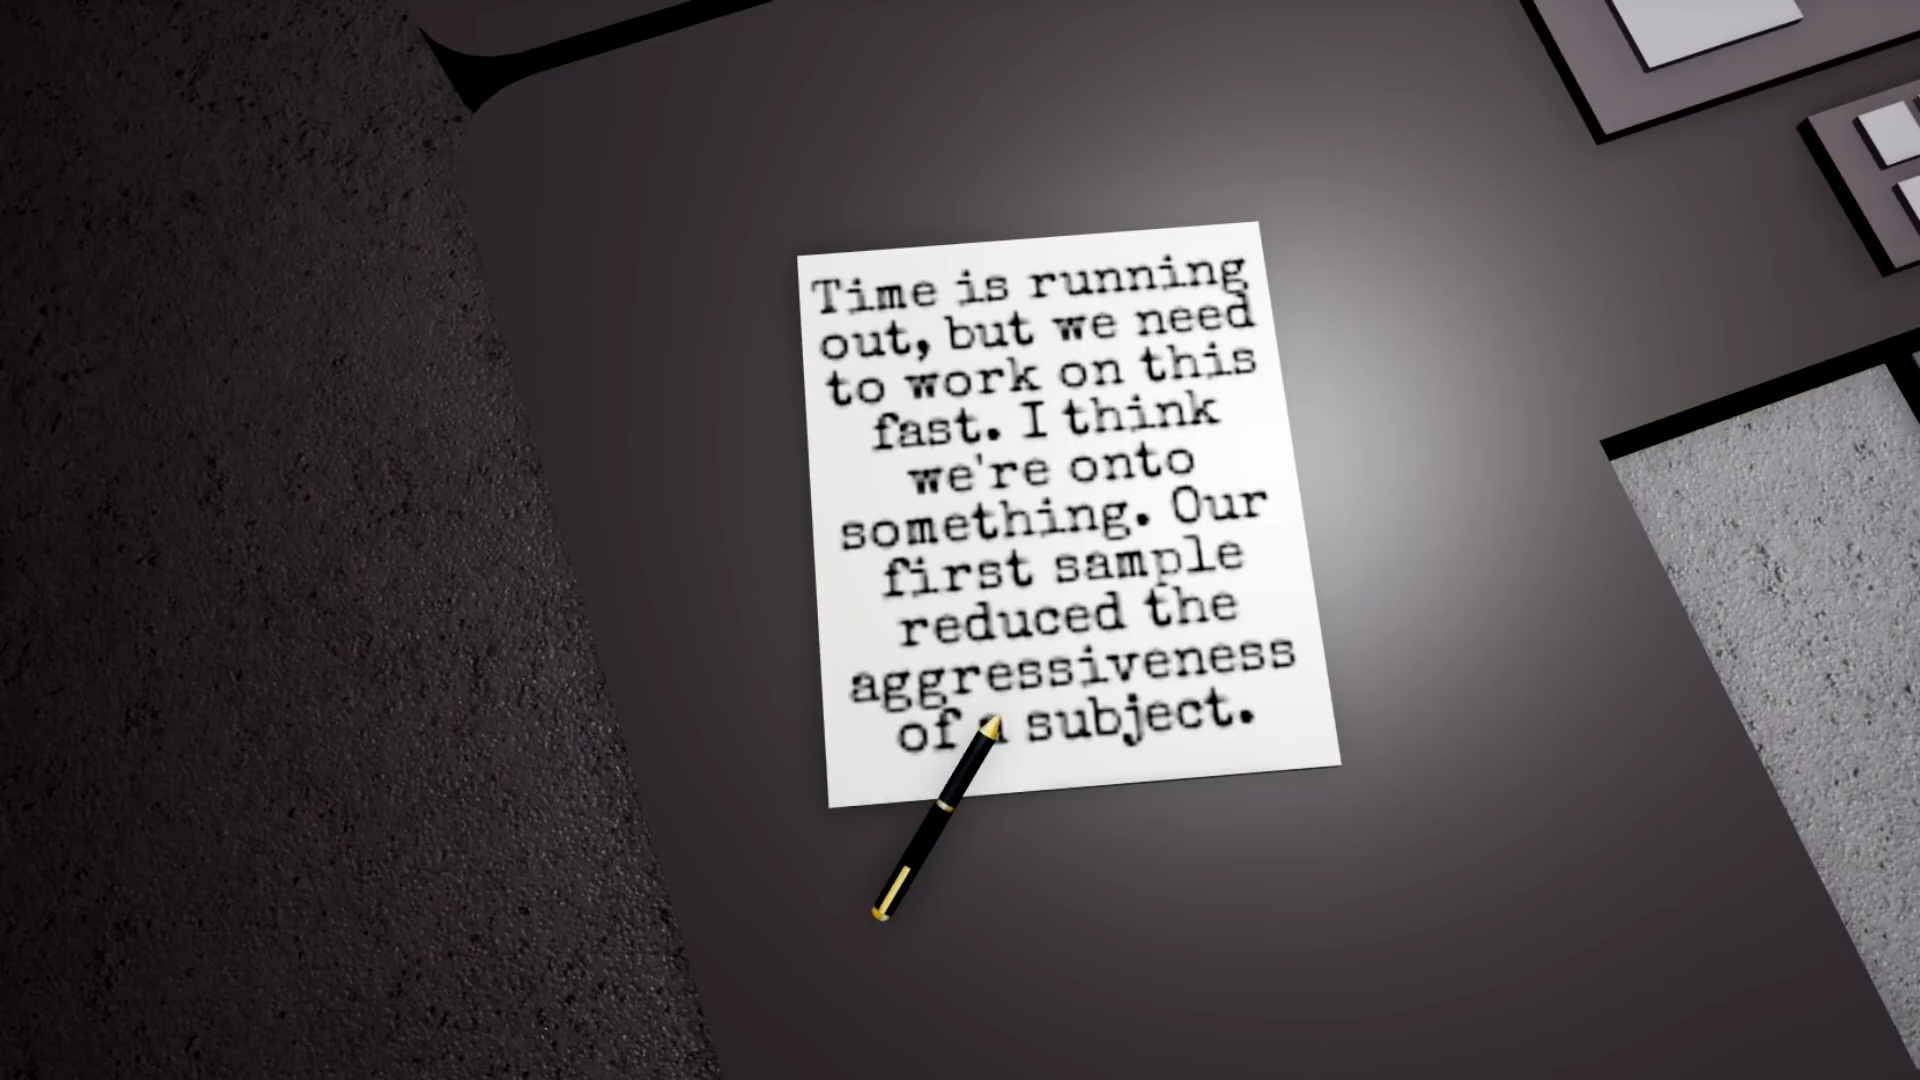 Time is running
out, but we need
to work on this
fast. I think
we're onto
something. Our
first sample
reduced the
aggressiveness
of a subject.